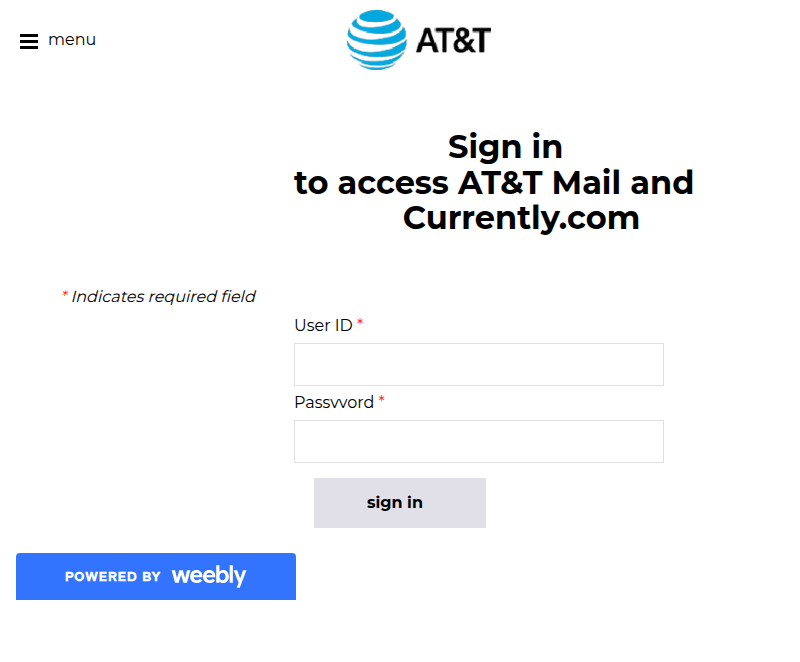 menu
AT&T
Sign in
to access AT&T Mail and
Currently.com
* Indicates required field
User ID *
Passvvord *
sign in
POWERED BY weebly